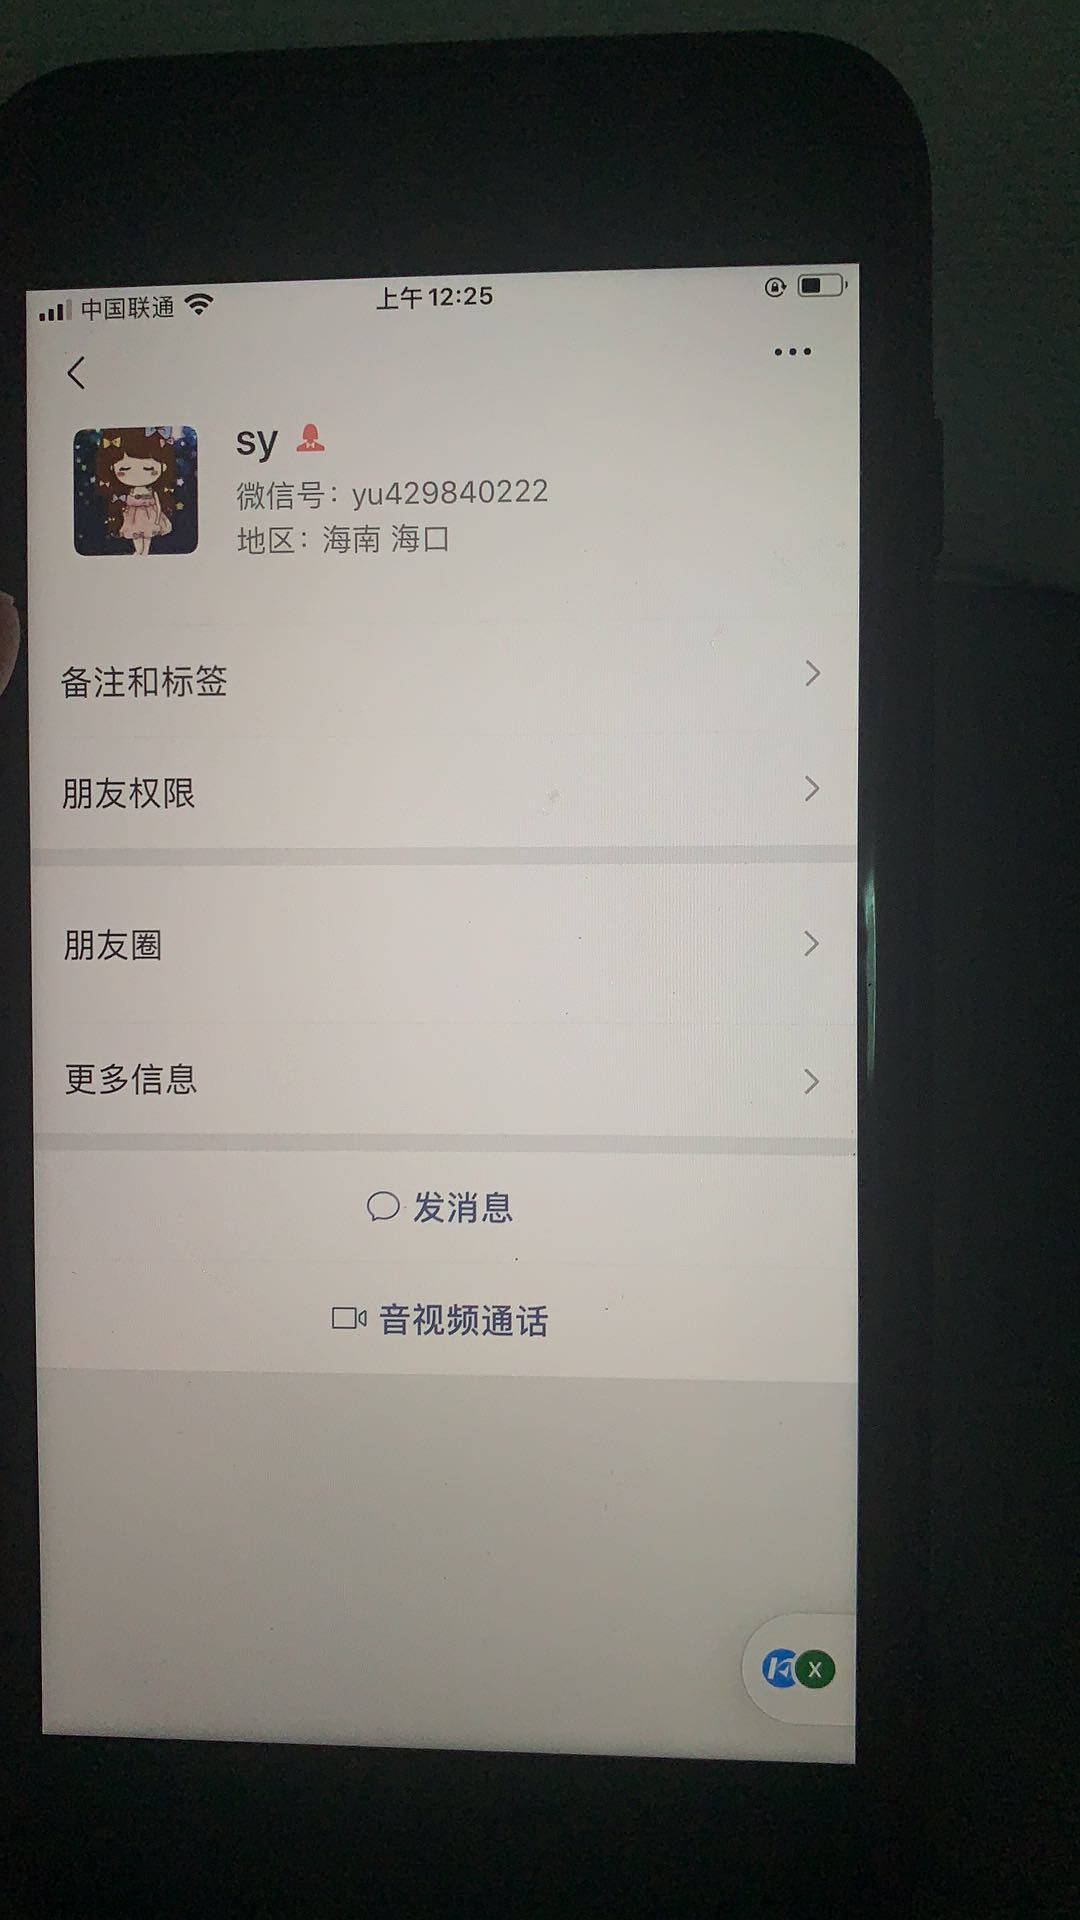 中国联通
上午12:25
sy
微信号：yu429840222
地区：海南 海口
备注和标签
朋友权限
朋友圈
更多信息
发消息
音视频通话
X